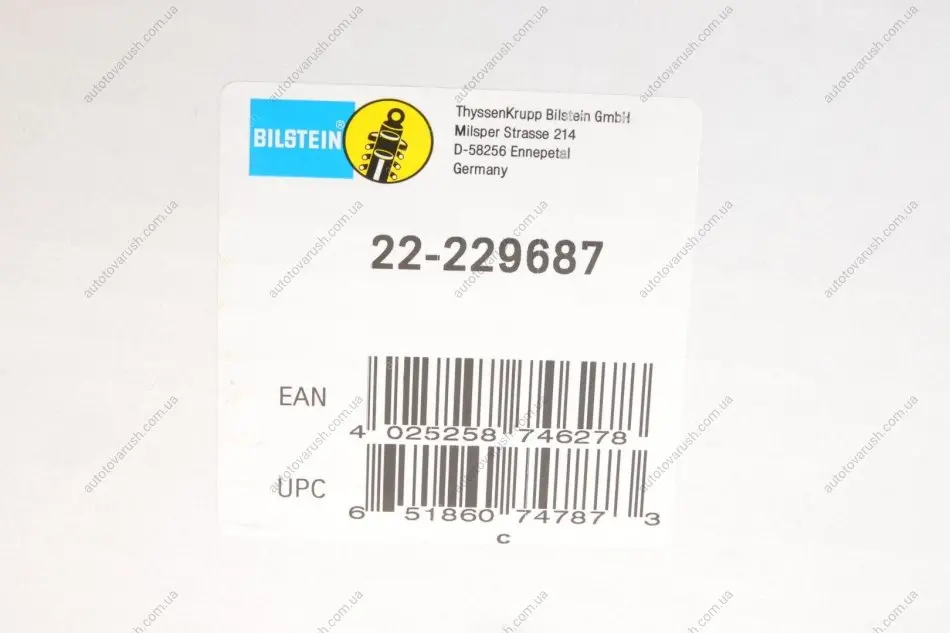 BILSTEIN®
ThyssenKrupp Bilstein GmbH
Milsper Strasse 214
D-58256 Ennepetal
Germany
22-229687
EAN
4 025258 746278
UPC
6 51860 74787 3
C
autotovarush.com.ua